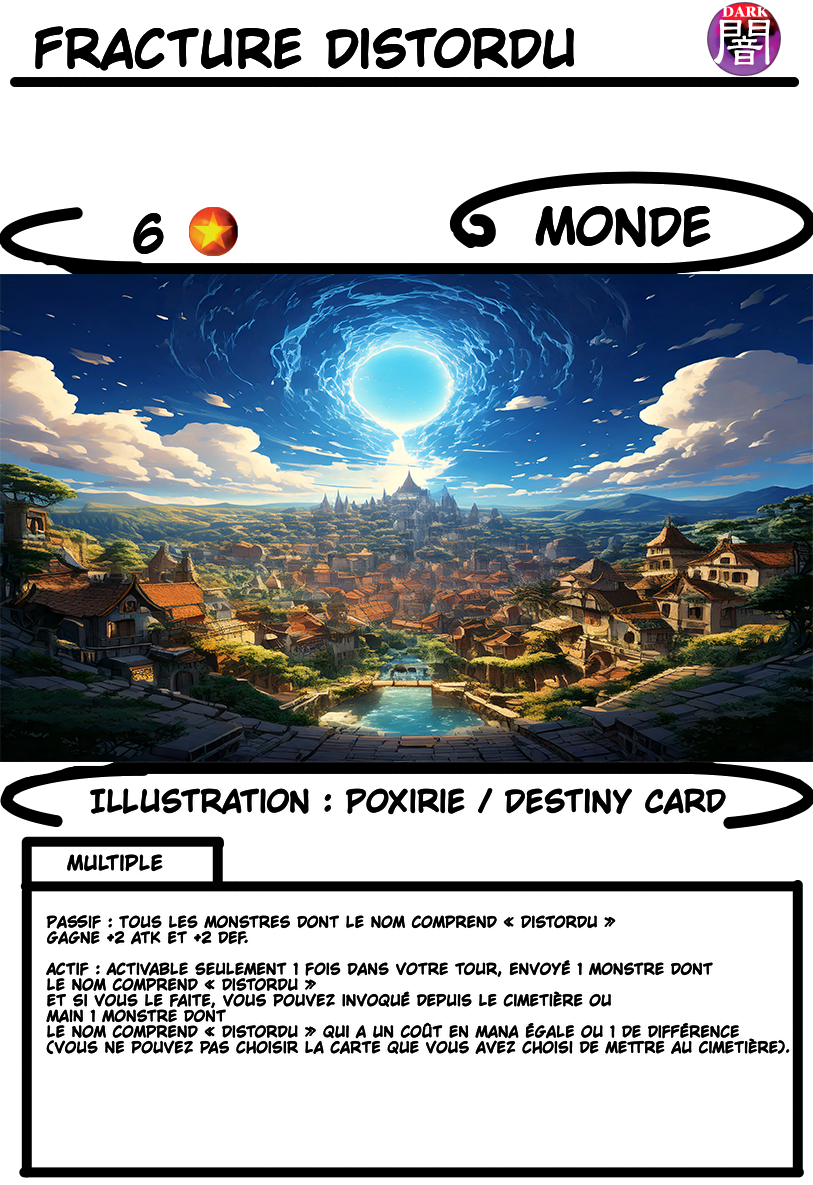 FRACTURE DISTORDU
DARK
闇
6
MONDE
ILLUSTRATION : POXIRIE / DESTINY CARD
MULTIPLE
PASSIF : TOUS LES MONSTRES DONT LE NOM COMPREND « DISTORDU »
GAGNE +2 ATK ET +2 DEF.
ACTIF : ACTIVABLE SEULEMENT 1 FOIS DANS VOTRE TOUR, ENVOYÉ 1 MONSTRE DONT
LE NOM COMPREND « DISTORDU »
ET SI VOUS LE FAITE, VOUS POUVEZ INVOQUÉ DEPUIS LE CIMETIÈRE OU
MAIN 1 MONSTRE DONT
LE NOM COMPREND « DISTORDU » QUI A UN COÛT EN MANA ÉGALE OU 1 DE DIFFÉRENCE
(VOUS NE POUVEZ PAS CHOISIR LA CARTE QUE VOUS AVEZ CHOISI DE METTRE AU CIMETIÈRE).